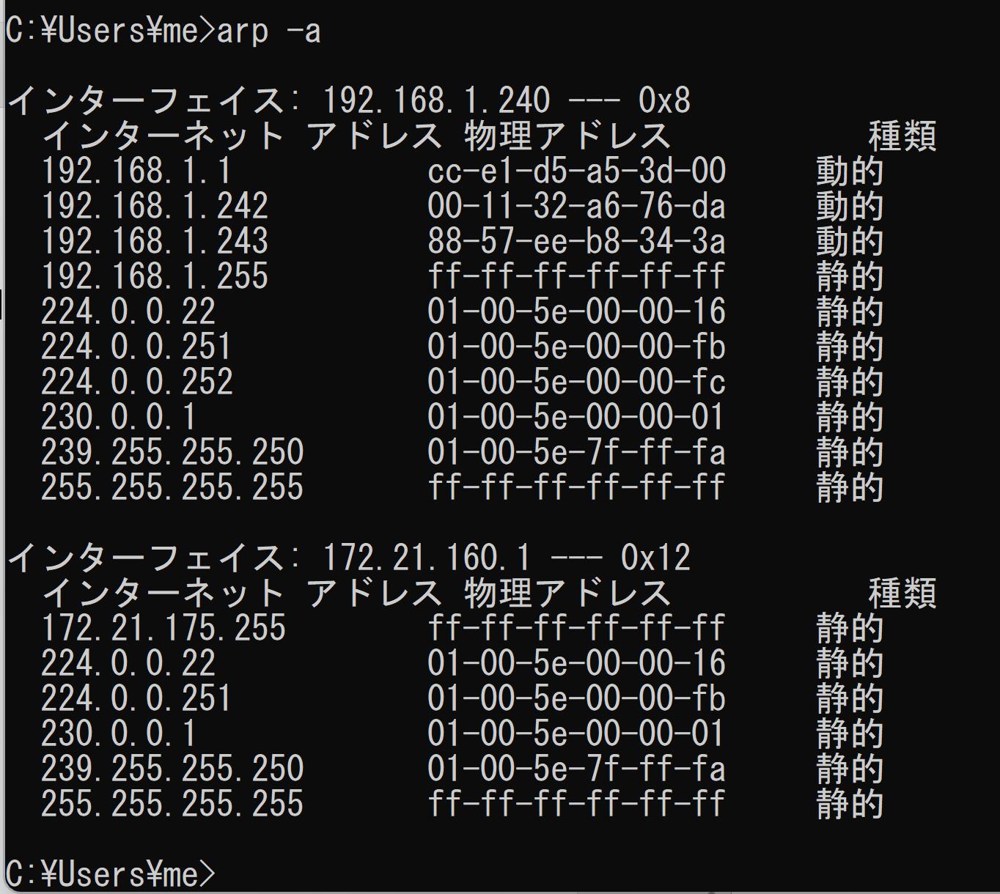 C:¥Users¥me>arp -a
インターフェイス: 192.168.1.240 --- 0x8
インターネット アドレス 物理アドレス 種類
192.168.1.1 cc-e1-d5-a5-3d-00 動的
192.168.1.242 00-11-32-a6-76-da 動的
192.168.1.243 88-57-ee-b8-34-3a 動的
192.168.1.255 ff-ff-ff-ff-ff-ff 静的
224.0.0.22 01-00-5e-00-00-16 静的
224.0.0.251 01-00-5e-00-00-fb 静的
224.0.0.252 01-00-5e-00-00-fc 静的
230.0.0.1 01-00-5e-00-00-01 静的
239.255.255.250 01-00-5e-7f-ff-fa 静的
255.255.255.255 ff-ff-ff-ff-ff-ff 静的
インターフェイス: 172.21.160.1 --- 0x12
インターネット アドレス 物理アドレス 種類
172.21.175.255 ff-ff-ff-ff-ff-ff 静的
224.0.0.22 01-00-5e-00-00-16 静的
224.0.0.251 01-00-5e-00-00-fb 静的
230.0.0.1 01-00-5e-00-00-01 静的
239.255.255.250 01-00-5e-7f-ff-fa 静的
255.255.255.255 ff-ff-ff-ff-ff-ff 静的
C:¥Users¥me>